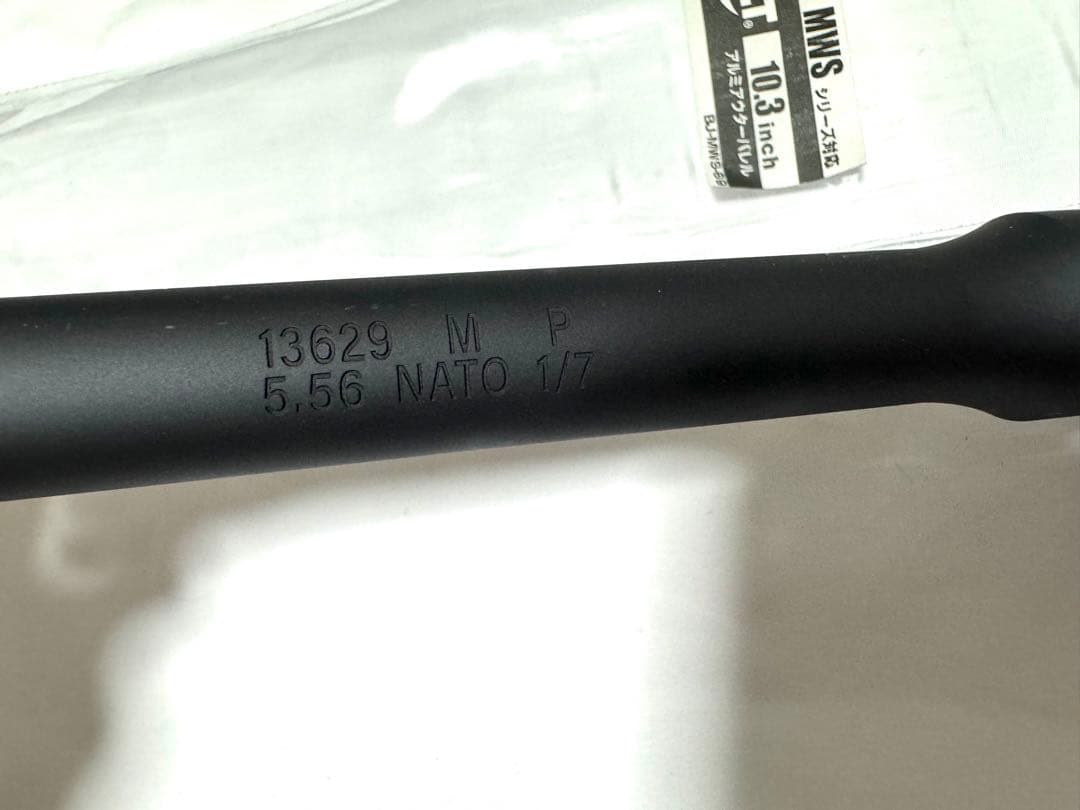 MWS シリーズ対応
T®
10.3 inch
アルミアウターバレル
13629 M P
5.56 NATO 1/7